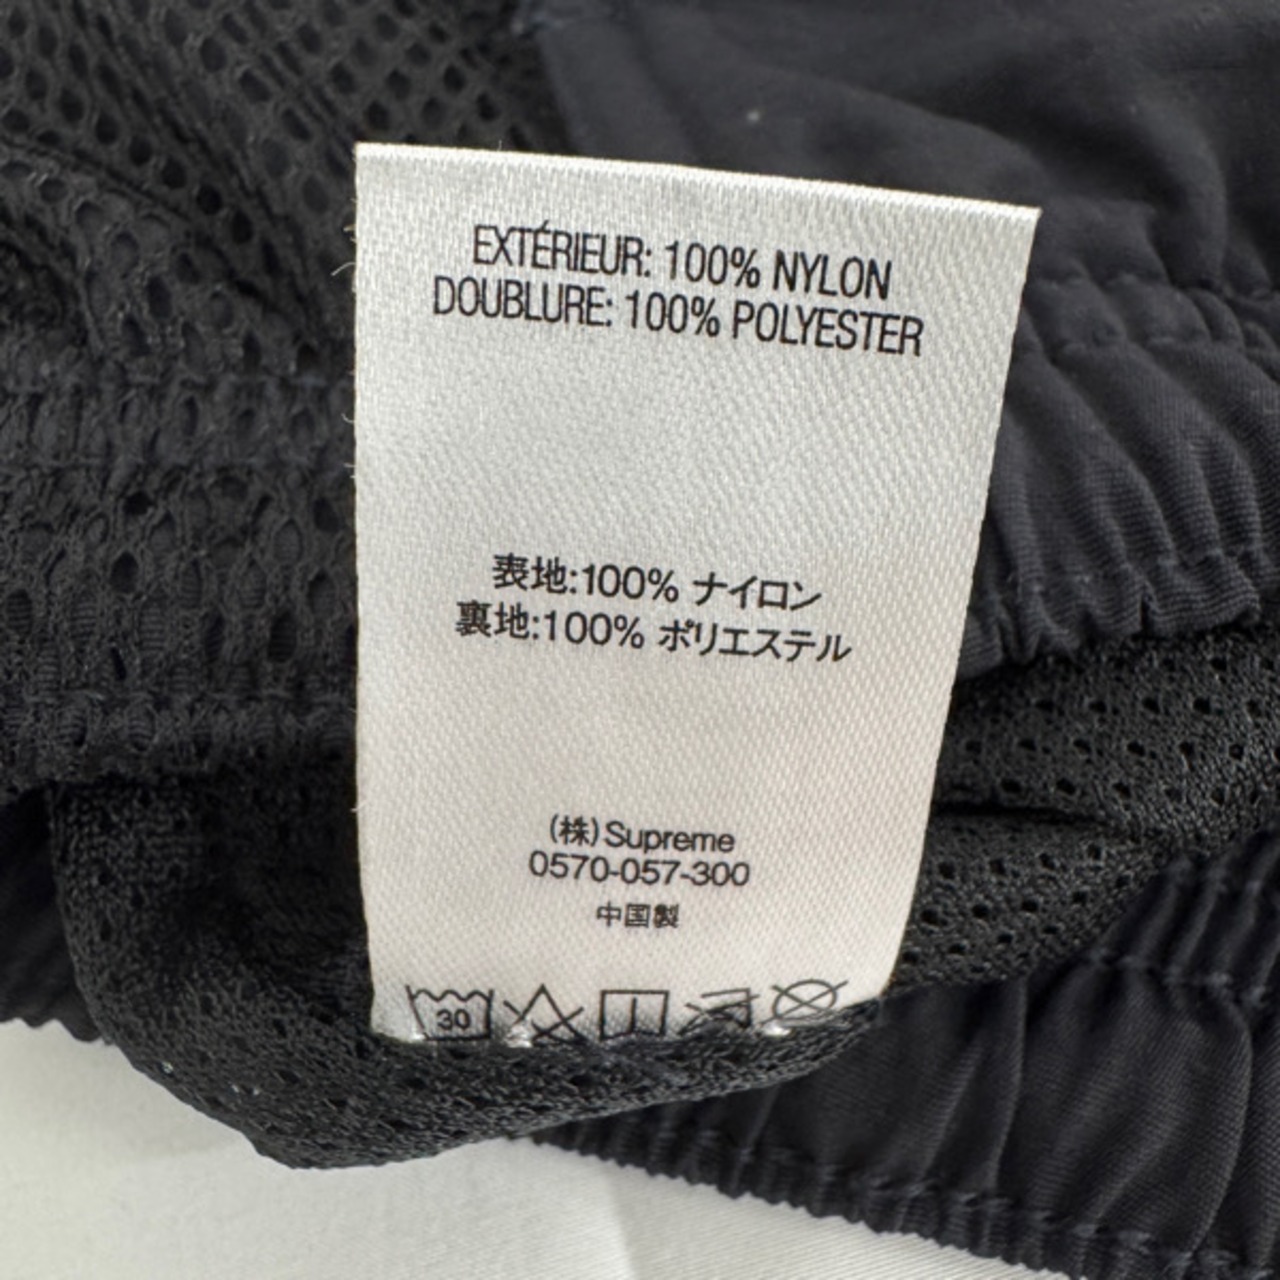 EXTÉRIEUR: 100% NYLON
DOUBLURE: 100% POLYESTER
表地:100% ナイロン
裏地:100% ポリエステル
(株)Supreme
0570-057-300
中国製
30